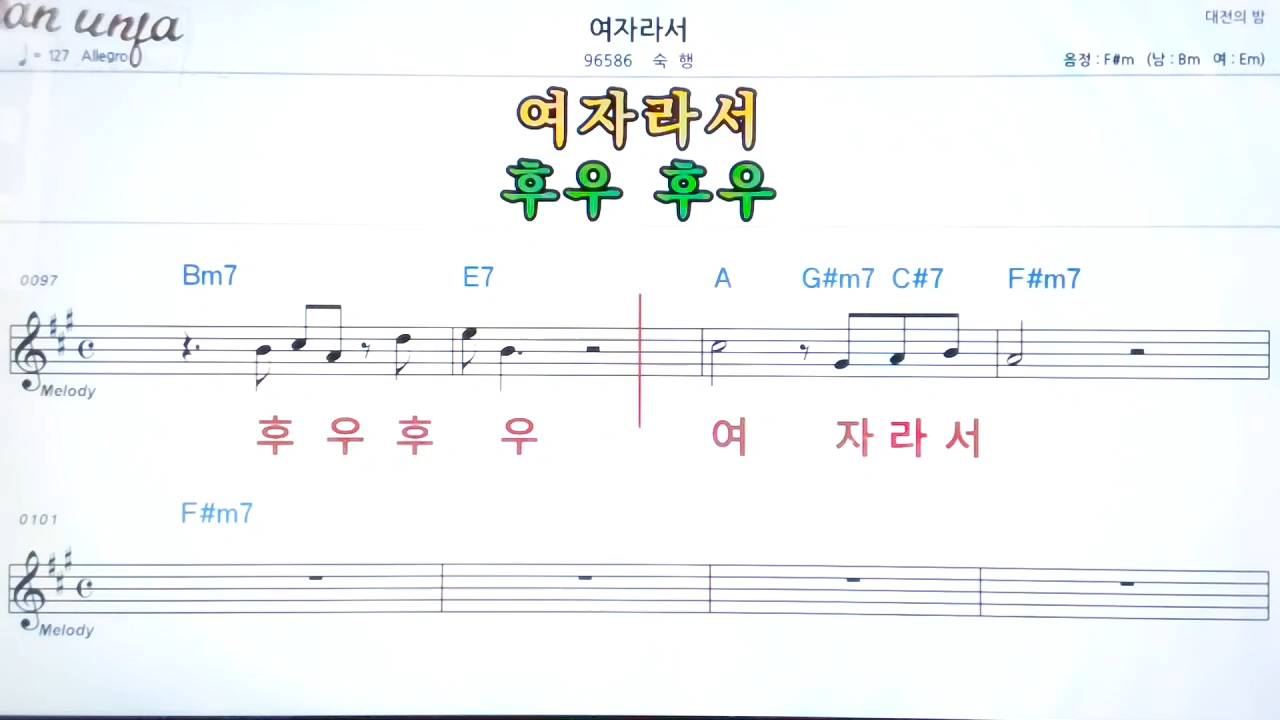 an unja
여자라서
대전의 밤
♩= 127 Allegro
96586 숙 행
음정 : F#m (남 : Bm 여 : Em)
여자라서
후우 후우
0097 Bm7 E7 A G#m7 C#7 F#m7
Melody
후 우 후 우 여 자 라 서
0101 F#m7
Melody